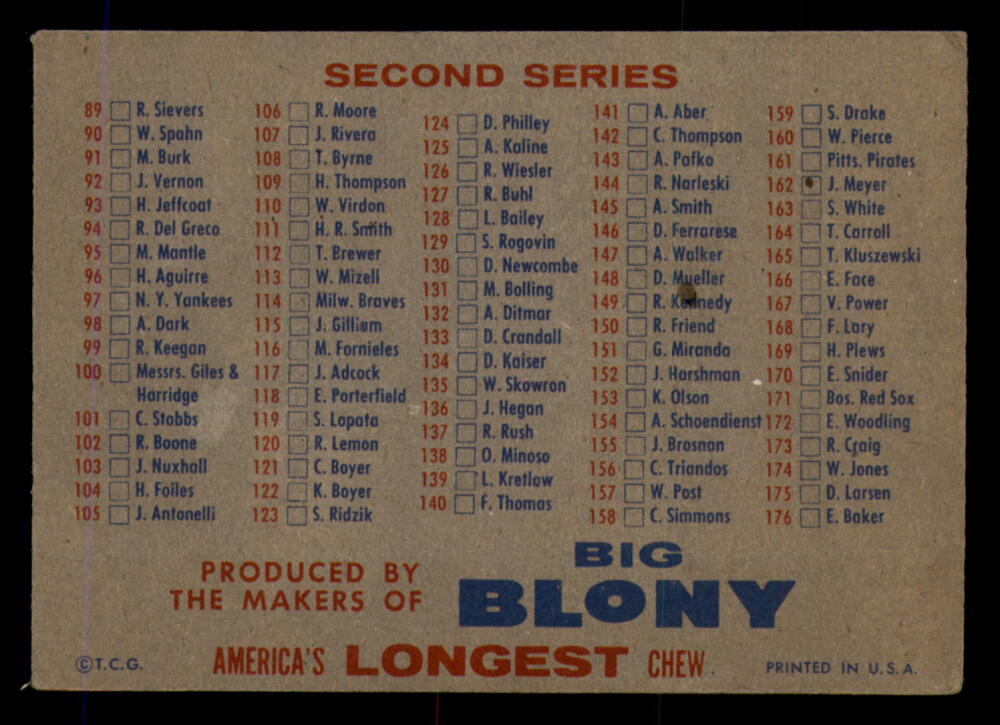 SECOND SERIES
89 R. Sievers
90 W. Spahn
91 M. Burk
92 J. Vernon
93 H. Jeffcoat
94 R. Del Greco
95 M. Mantle
96 H. Aguirre
97 N. Y. Yankees
98 A. Dark
99 R. Keegan
100 Messrs. Giles &
Harridge
101 C. Stobbs
102 R. Boone
103 J. Nuxhall
104 H. Foiles
105 J. Antonelli
106 R. Moore
107 J. Rivera
108 T. Byrne
109 H. Thompson
110 W. Virdon
111 H. R. Smith
112 T. Brewer
113 W. Mizell
114 Milw. Braves
115 J. Gilliam
116 M. Fornieles
117 J. Adcock
118 E. Porterfield
119 S. Lopata
120 R. Lemon
121 C. Boyer
122 K. Boyer
123 S. Ridzik
124 D. Philley
125 A. Kaline
126 R. Wiesler
127 R. Buhl
128 L. Bailey
129 S. Rogovin
130 D. Newcombe
131 M. Bolling
132 A. Ditmar
133 D. Crandall
134 D. Kaiser
135 W. Skowron
136 J. Hegan
137 R. Rush
138 O. Minoso
139 L. Kretlow
140 F. Thomas
141 A. Aber
142 C. Thompson
143 A. Pafko
144 R. Narleski
145 A. Smith
146 D. Ferrarese
147 A. Walker
148 D. Mueller
149 R. Kennedy
150 R. Friend
151 G. Miranda
152 J. Harshman
153 K. Olson
154 A. Schoendienst
155 J. Brosnan
156 C. Triandos
157 W. Post
158 C. Simmons
159 S. Drake
160 W. Pierce
161 Pitts. Pirates
162 J. Meyer
163 S. White
164 T. Carroll
165 T. Kluszewski
166 E. Face
167 V. Power
168 F. Lary
169 H. Plews
170 E. Snider
171 Bos. Red Sox
172 E. Woodling
173 R. Craig
174 W. Jones
175 D. Larsen
176 E. Baker
PRODUCED BY
THE MAKERS OF
BIG
BLONY
©T.C.G.
AMERICA'S LONGEST CHEW
PRINTED IN U.S.A.